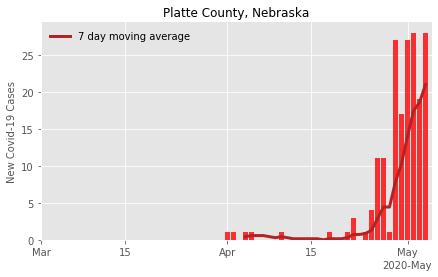 Platte County, Nebraska
7 day moving average
New Covid-19 Cases
25
20
15
10
5
0
Mar 15 Apr 15 May
2020-May